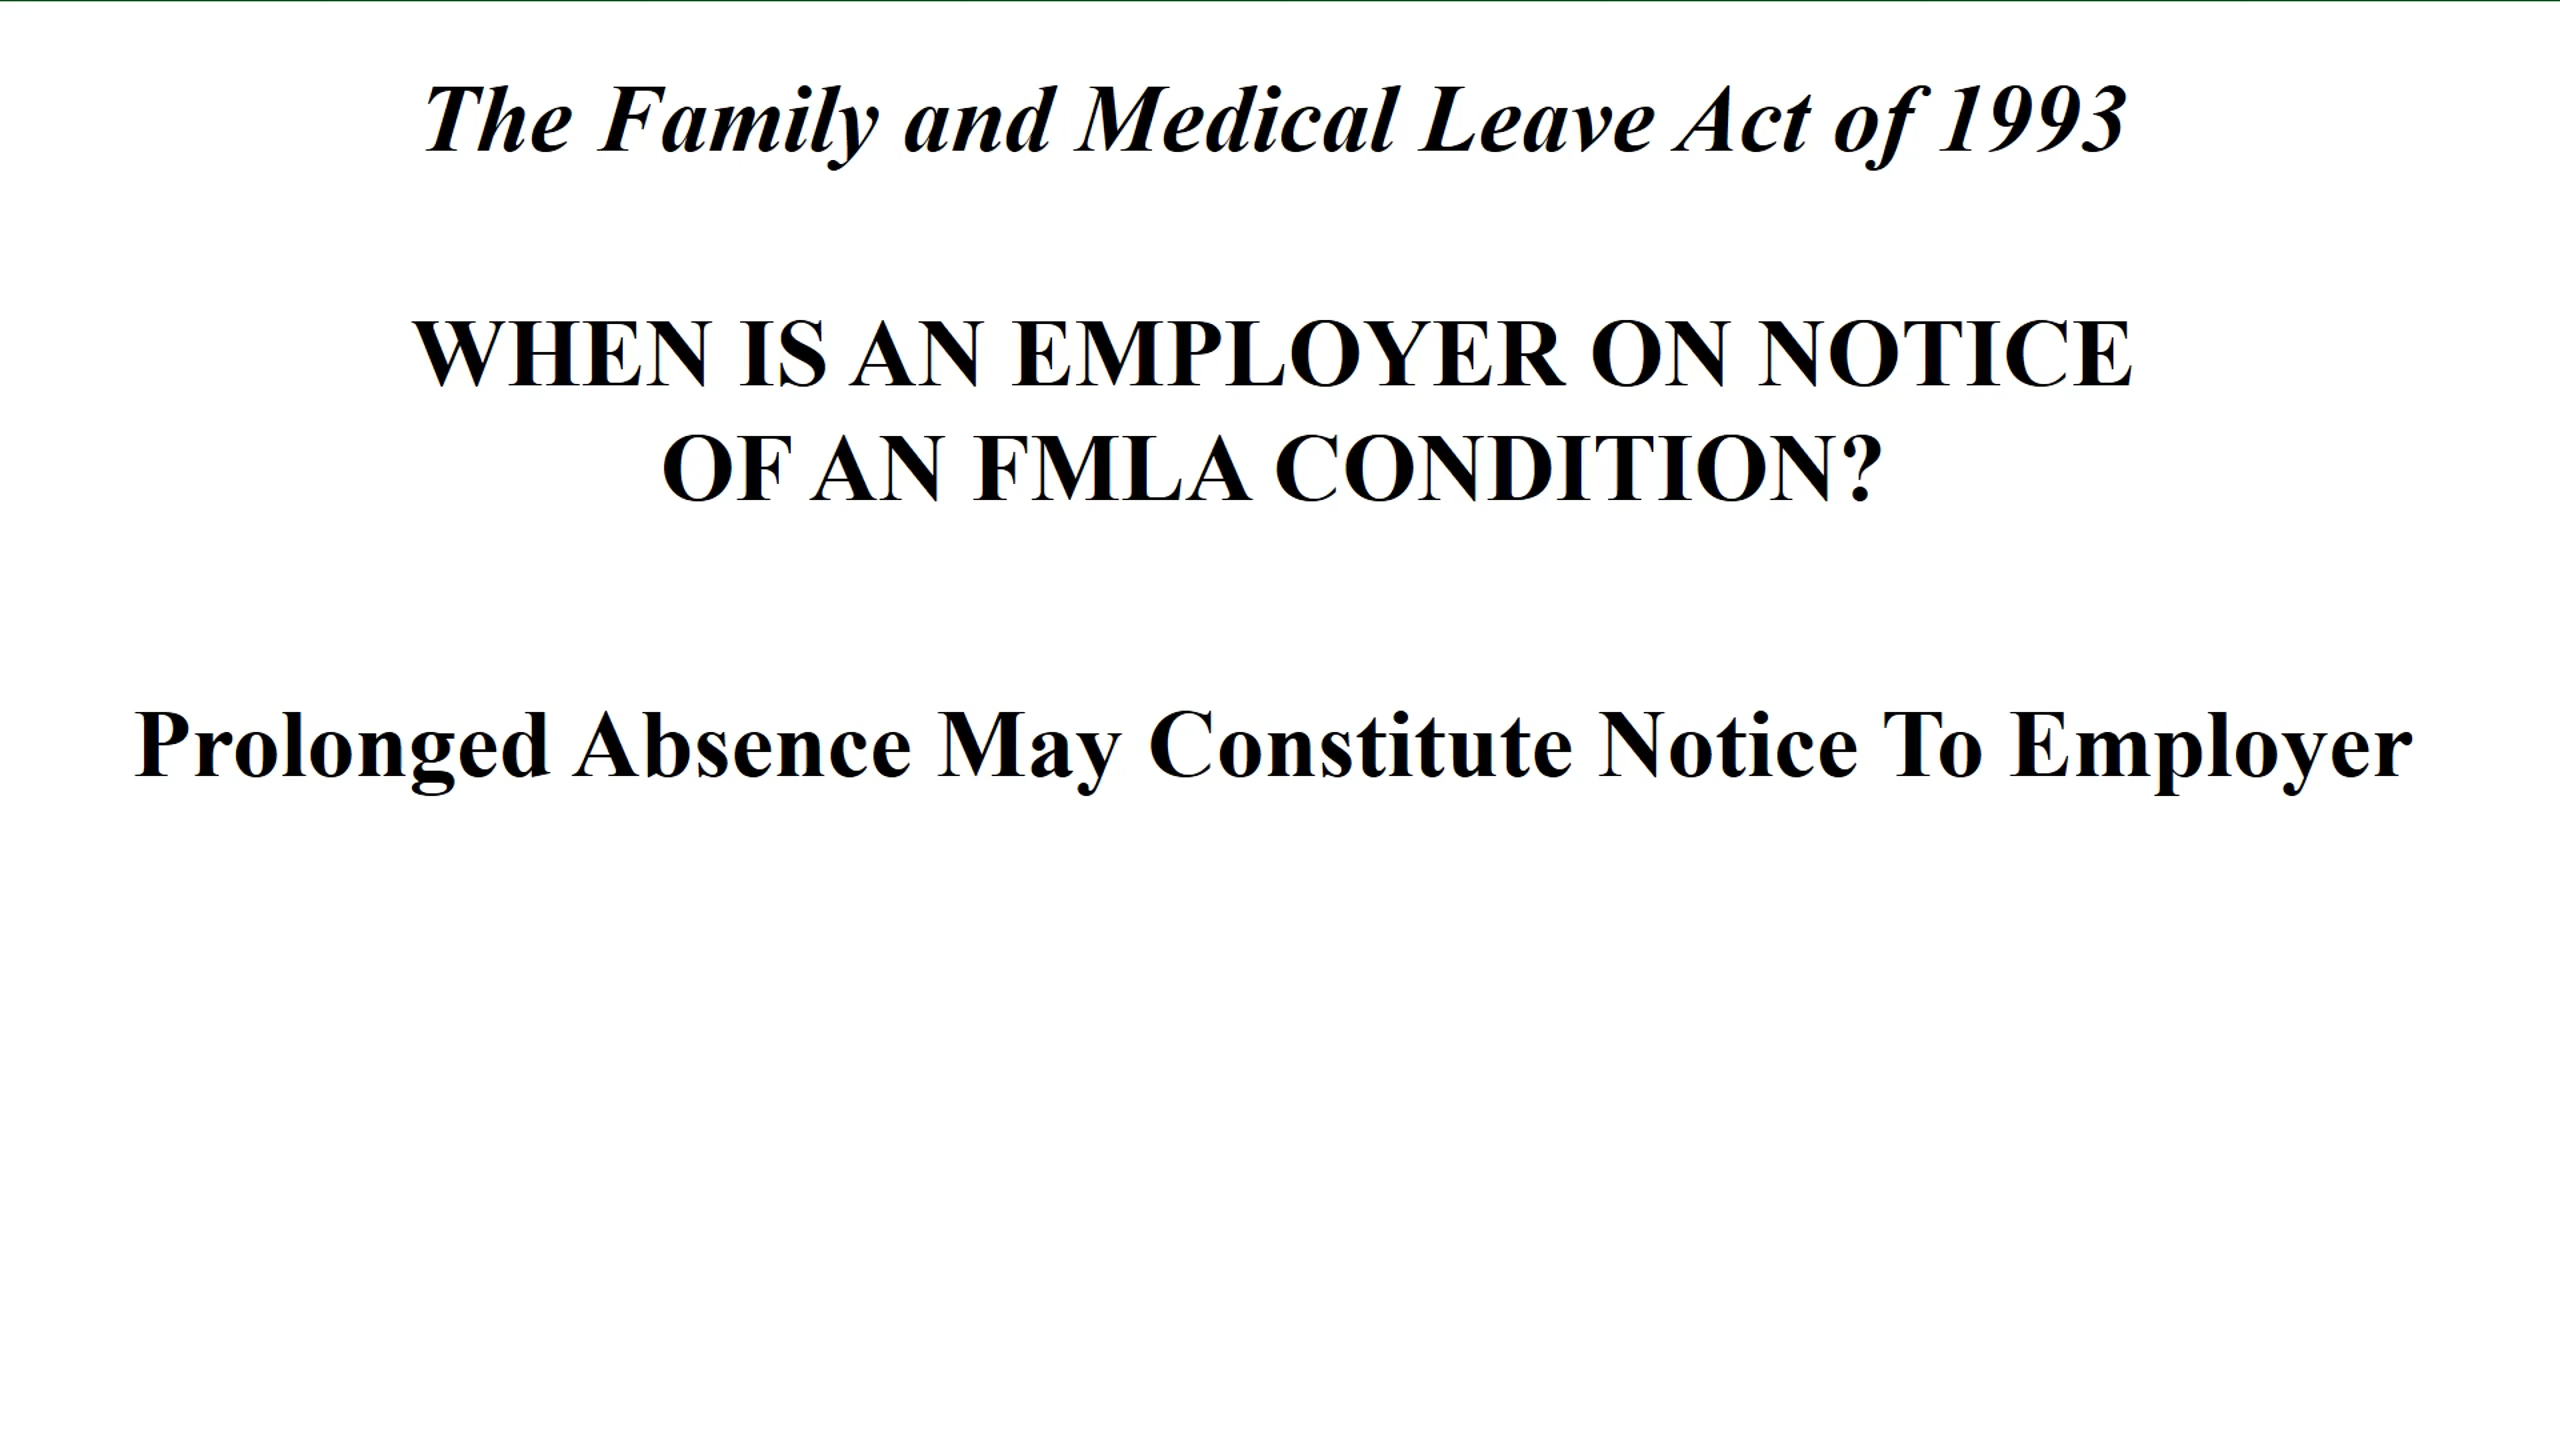 The Family and Medical Leave Act of 1993
WHEN IS AN EMPLOYER ON NOTICE
OF AN FMLA CONDITION?
Prolonged Absence May Constitute Notice To Employer